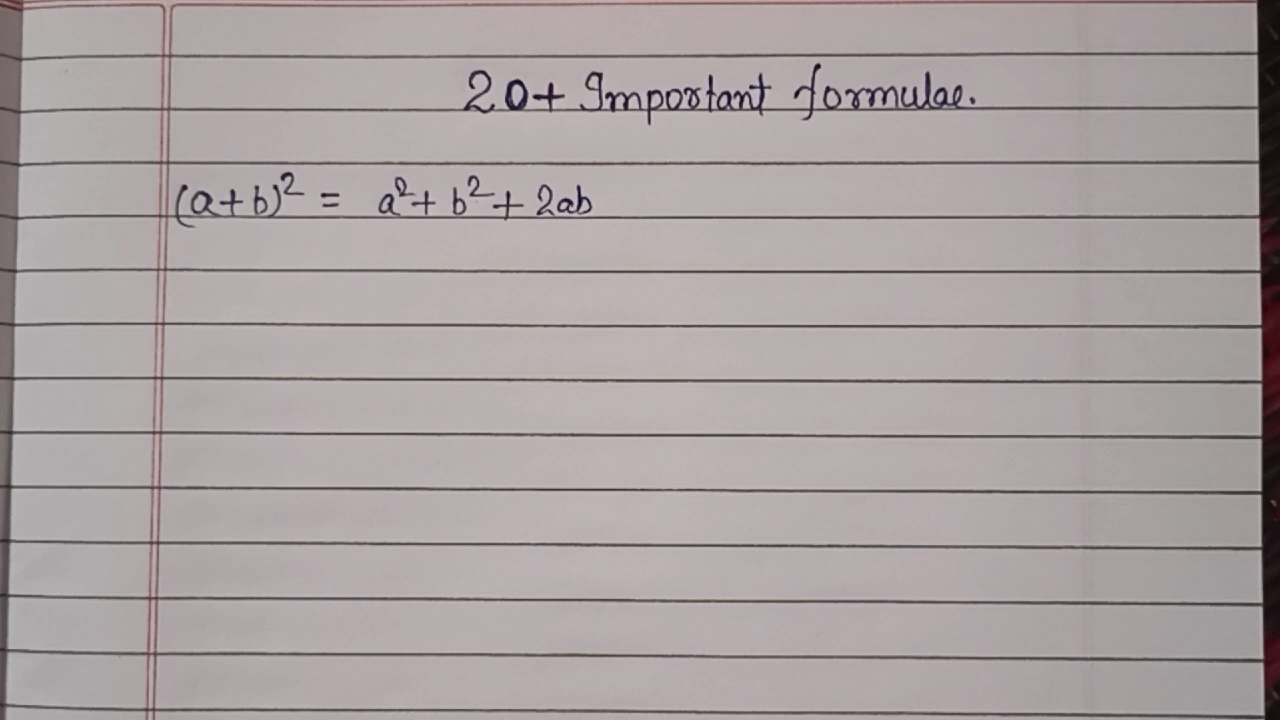 20+ Important formulae.
(a+b)² = a²+ b²+ 2ab